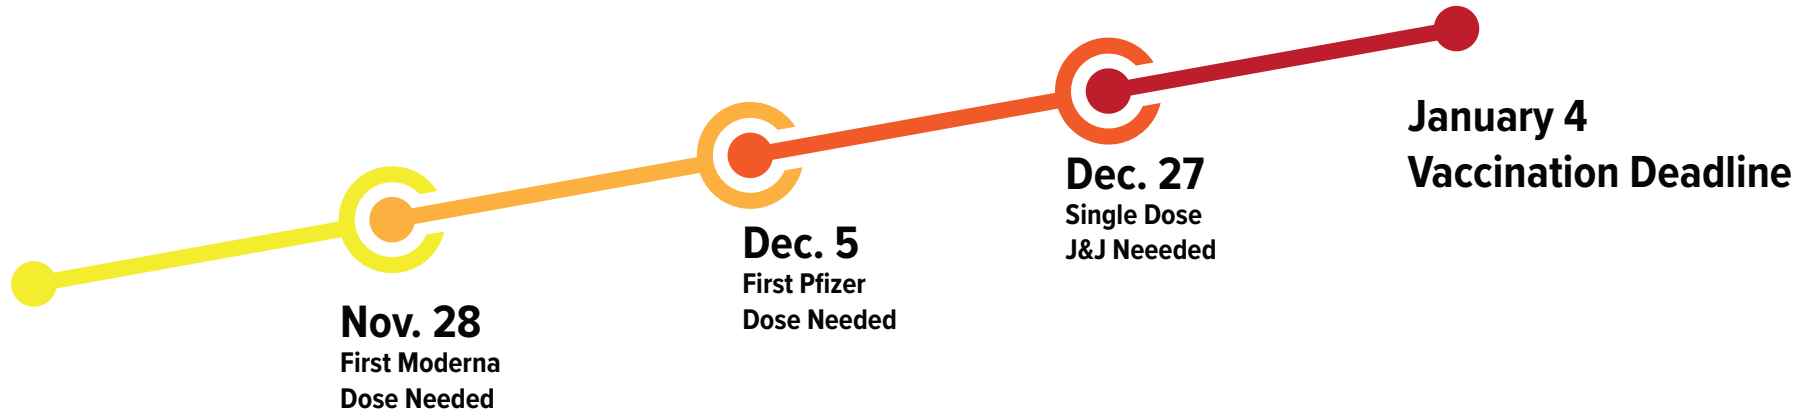 Nov. 28
First Moderna
Dose Needed
Dec. 5
First Pfizer
Dose Needed
Dec. 27
Single Dose
J&J Neeeded
January 4
Vaccination Deadline